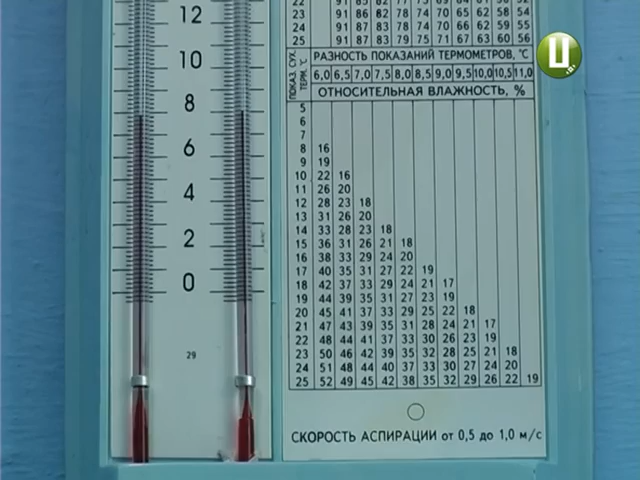 12
10
8
6
4
2
0
29
Ц
23 91 86 82 78 74 70 65 62 58
24 91 87 83 78 74 70 66 62 59 55
25 91 87 83 79 75 71 67 63 60 56
ПОКАЗ. СУХ. ТЕРМ. °С
РАЗНОСТЬ ПОКАЗАНИЙ ТЕРМОМЕТРОВ, °С
6,0 6,5 7,0 7,5 8,0 8,5 9,0 9,5 10,0 10,5 11,0
ОТНОСИТЕЛЬНАЯ ВЛАЖНОСТЬ, %
5
6
7
8 16
9 19
10 22 16
11 26 20
12 28 23 18
13 31 26 20
14 33 28 23 18
15 36 31 26 21 18
16 38 33 29 24 20
17 40 35 31 27 22 19
18 42 37 33 29 24 21 17
19 44 39 35 31 27 23 19
20 45 41 37 33 29 25 22 18
21 47 43 39 35 31 28 24 21 17
22 48 44 41 37 33 30 26 23 19
23 50 46 42 39 35 32 28 25 21 18
24 51 48 44 40 37 33 30 27 24 20
25 52 49 45 42 38 35 32 29 26 22 19
СКОРОСТЬ АСПИРАЦИИ от 0,5 до 1,0 м/с